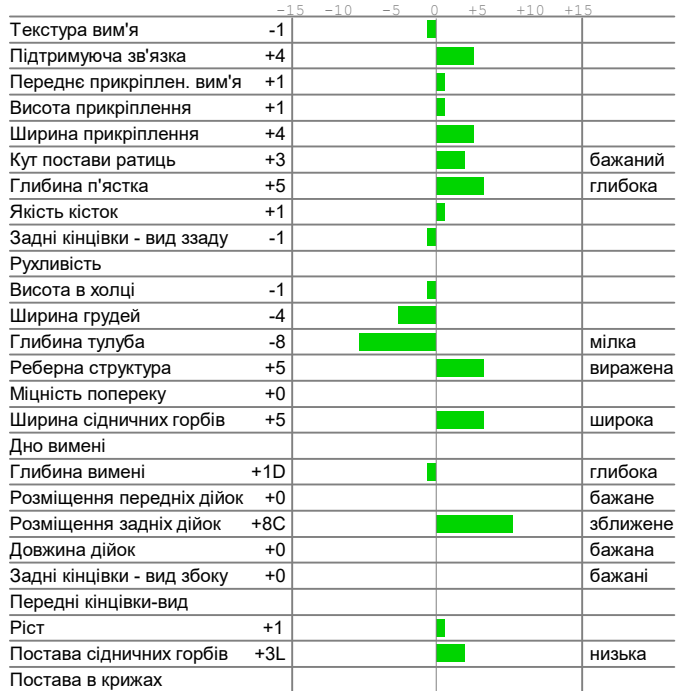 -15 -10 -5 0 +5 +10 +15
Текстура вим'я -1
Підтримуюча зв'язка +4
Переднє прикріплен. вим'я +1
Висота прикріплення +1
Ширина прикріплення +4
Кут постави ратиць +3 бажаний
Глибина п'ястка +5 глибока
Якість кісток +1
Задні кінцівки - вид ззаду -1
Рухливість
Висота в холці -1
Ширина грудей -4
Глибина тулуба -8 мілка
Реберна структура +5 виражена
Міцність попереку +0
Ширина сідничних горбів +5 широка
Дно вимені
Глибина вимені +1D глибока
Розміщення передніх дійок +0 бажане
Розміщення задніх дійок +8C зближене
Довжина дійок +0 бажана
Задні кінцівки - вид збоку +0 бажані
Передні кінцівки-вид
Ріст +1
Постава сідничних горбів +3L низька
Постава в крижах